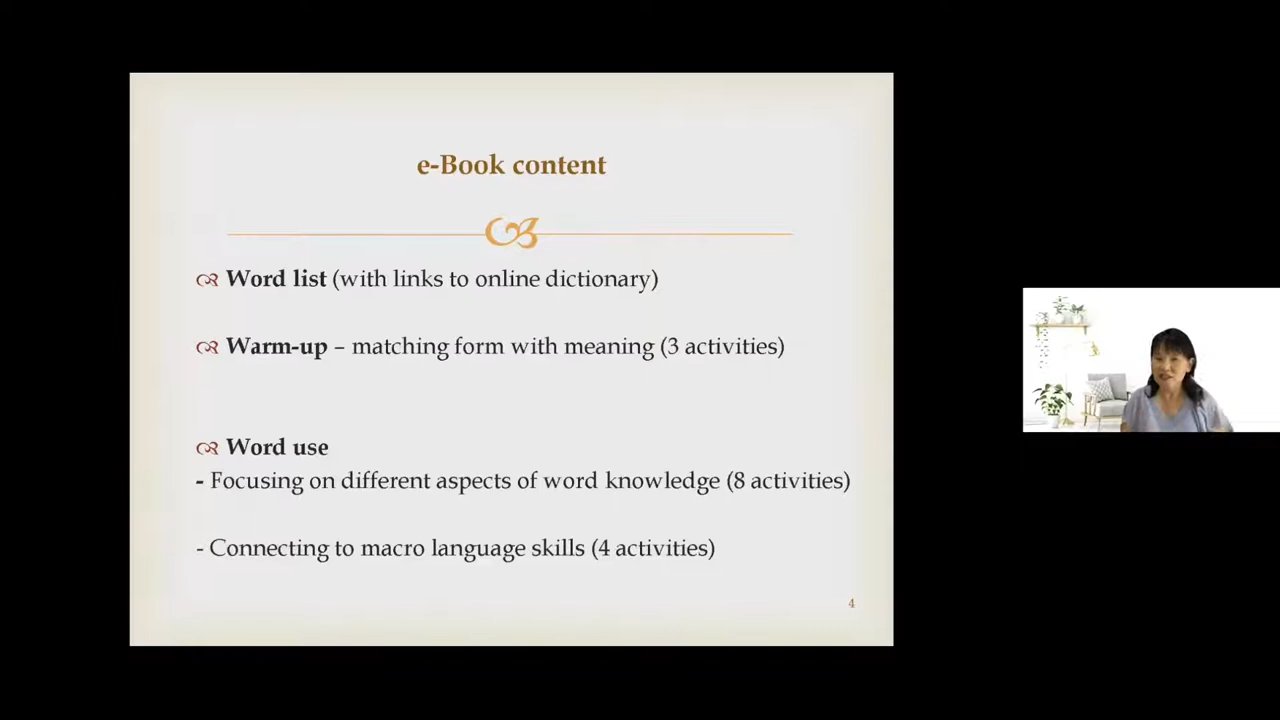 e-Book content
Word list (with links to online dictionary)
Warm-up – matching form with meaning (3 activities)
Word use
- Focusing on different aspects of word knowledge (8 activities)
- Connecting to macro language skills (4 activities)
4